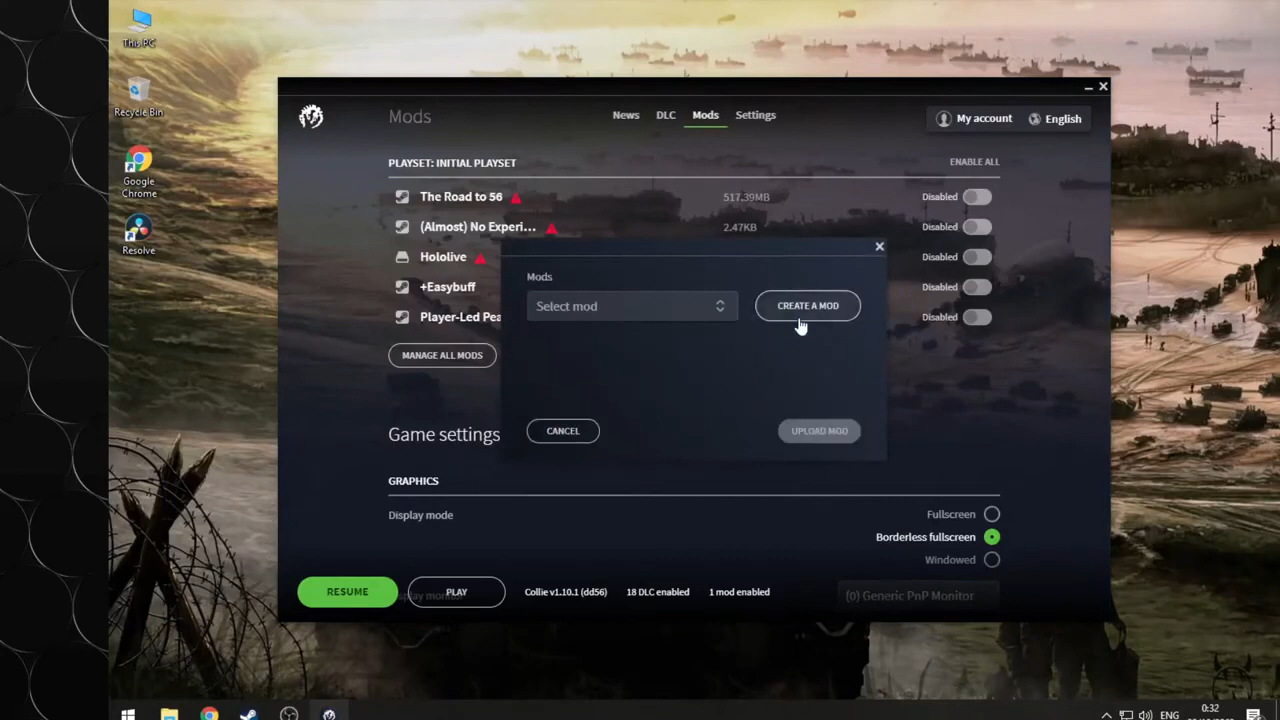 This PC
Recycle Bin
Google
Chrome
Resolve
Mods
News
DLC
Mods
Settings
My account
English
PLAYSET: INITIAL PLAYSET
ENABLE ALL
The Road to 56
517.39MB
Disabled
(Almost) No Experi...
2.47KB
Disabled
Hololive
Disabled
+Easybuff
Disabled
Player-Led Pea
Disabled
MANAGE ALL MODS
Mods
Select mod
CREATE A MOD
CANCEL
UPLOAD MOD
Game settings
GRAPHICS
Display mode
Fullscreen
Borderless fullscreen
Windowed
(0) Generic PnP Monitor
RESUME
PLAY
Collie v1.10.1 (dd56)
18 DLC enabled
1 mod enabled
ENG
0:32